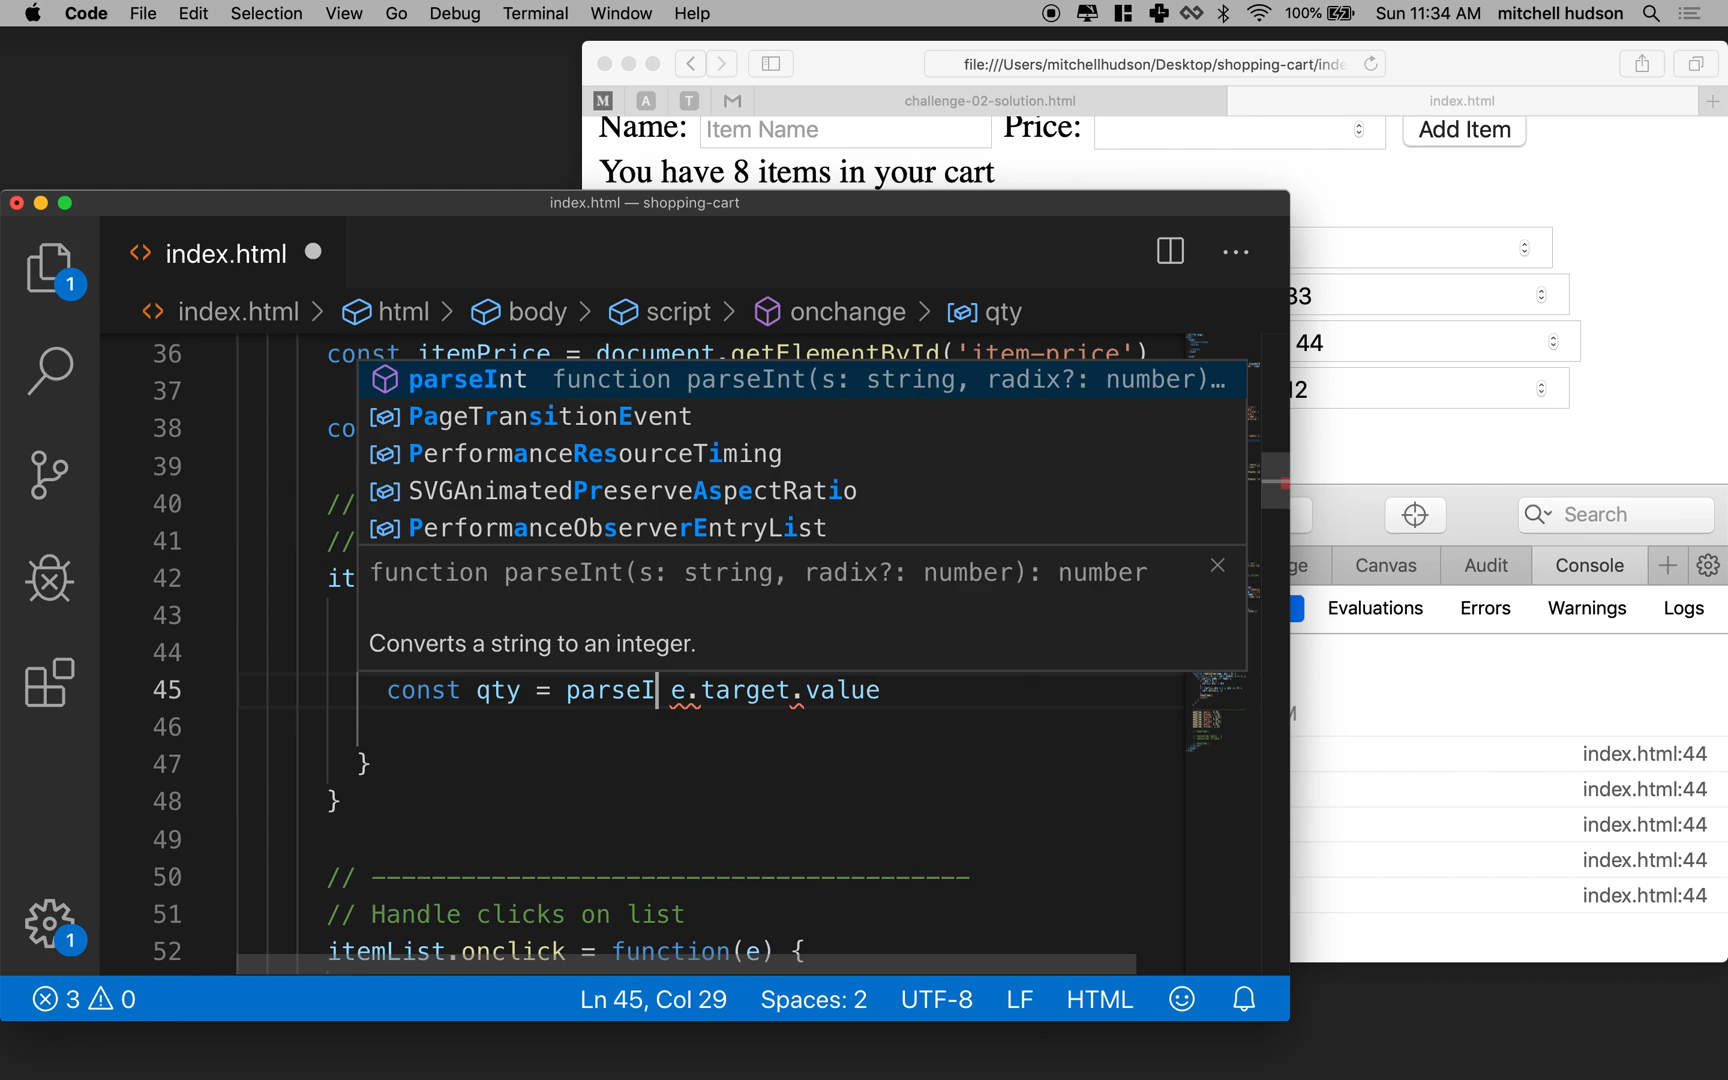 Code File Edit Selection View Go Debug Terminal Window Help 100% Sun 11:34 AM mitchell hudson
file:///Users/mitchellhudson/Desktop/shopping-cart/inde
M A T challenge-02-solution.html index.html
Name: Item Name Price: Add Item
You have 8 items in your cart
index.html — shopping-cart
<> index.html
1
<> index.html > html > body > script > onchange > qty
33
44
12
36 const itemPrice = document.getElementById('item-price')
37 parseInt function parseInt(s: string, radix?: number)…
PageTransitionEvent
38 co
PerformanceResourceTiming
39
SVGAnimatedPreserveAspectRatio
40 //
PerformanceObserverEntryList
41 //
42 it function parseInt(s: string, radix?: number): number
43
44 Converts a string to an integer.
45 const qty = parseI e.target.value
46
47 }
48 }
49
50 // ----------------------------------------
51 // Handle clicks on list
52 itemList.onclick = function(e) {
1
3 0 Ln 45, Col 29 Spaces: 2 UTF-8 LF HTML
Search
ge Canvas Audit Console
Evaluations Errors Warnings Logs
index.html:44
index.html:44
index.html:44
index.html:44
index.html:44